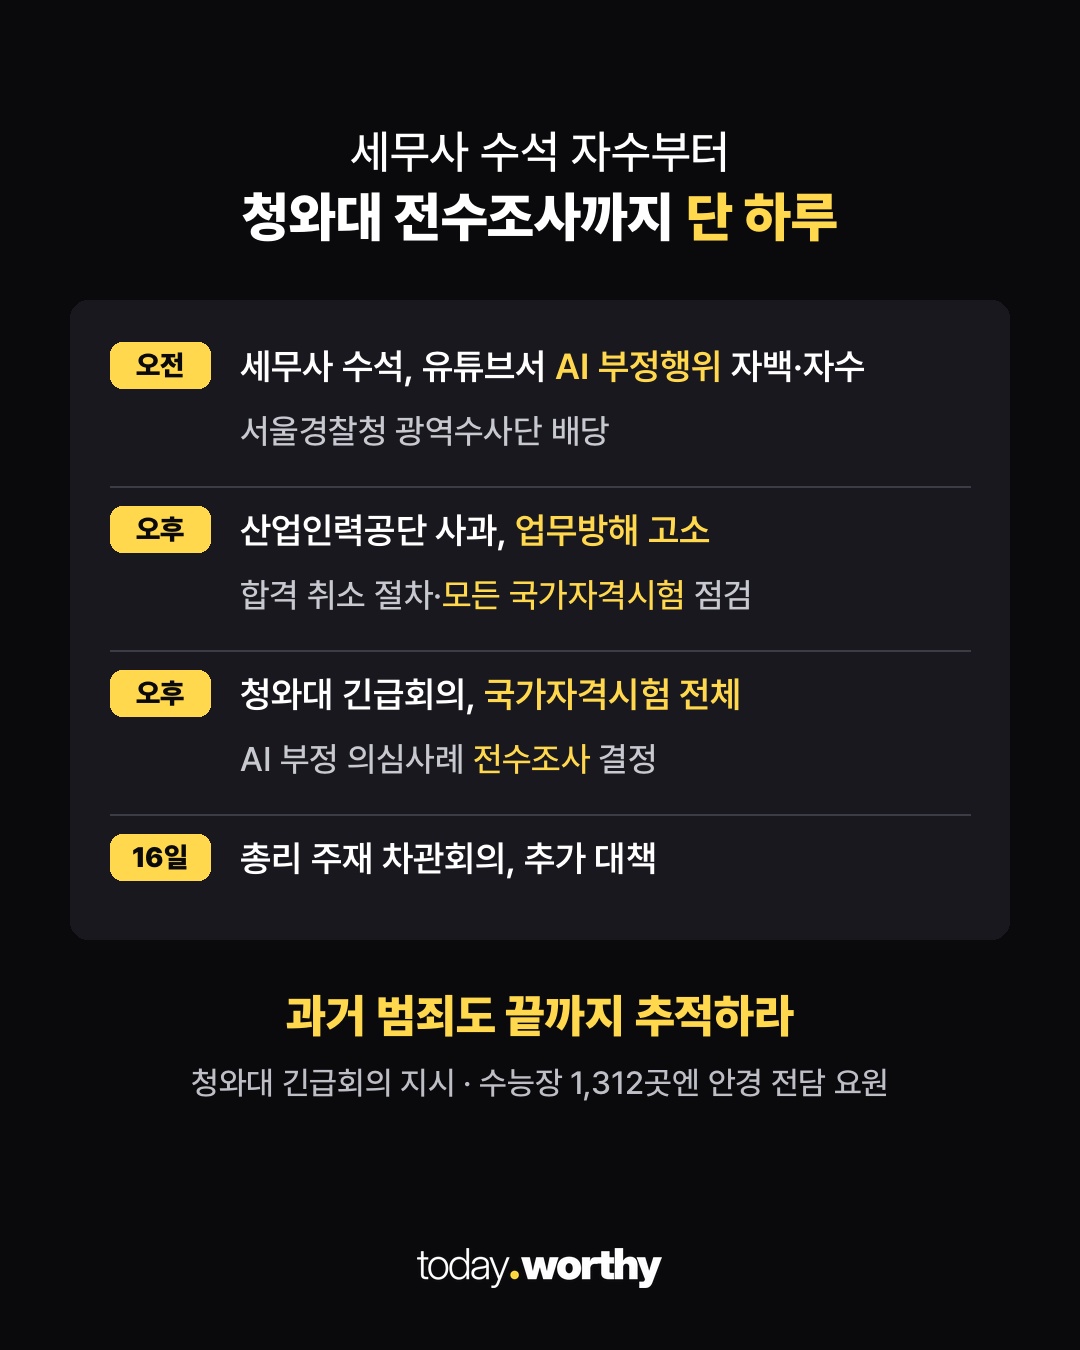 세무사 수석 자수부터
청와대 전수조사까지 단 하루
오전 세무사 수석, 유튜브서 AI 부정행위 자백·자수
서울경찰청 광역수사단 배당
오후 산업인력공단 사과, 업무방해 고소
합격 취소 절차·모든 국가자격시험 점검
오후 청와대 긴급회의, 국가자격시험 전체
AI 부정 의심사례 전수조사 결정
16일 총리 주재 차관회의, 추가 대책
과거 범죄도 끝까지 추적하라
청와대 긴급회의 지시 · 수능장 1,312곳엔 안경 전담 요원
today.worthy